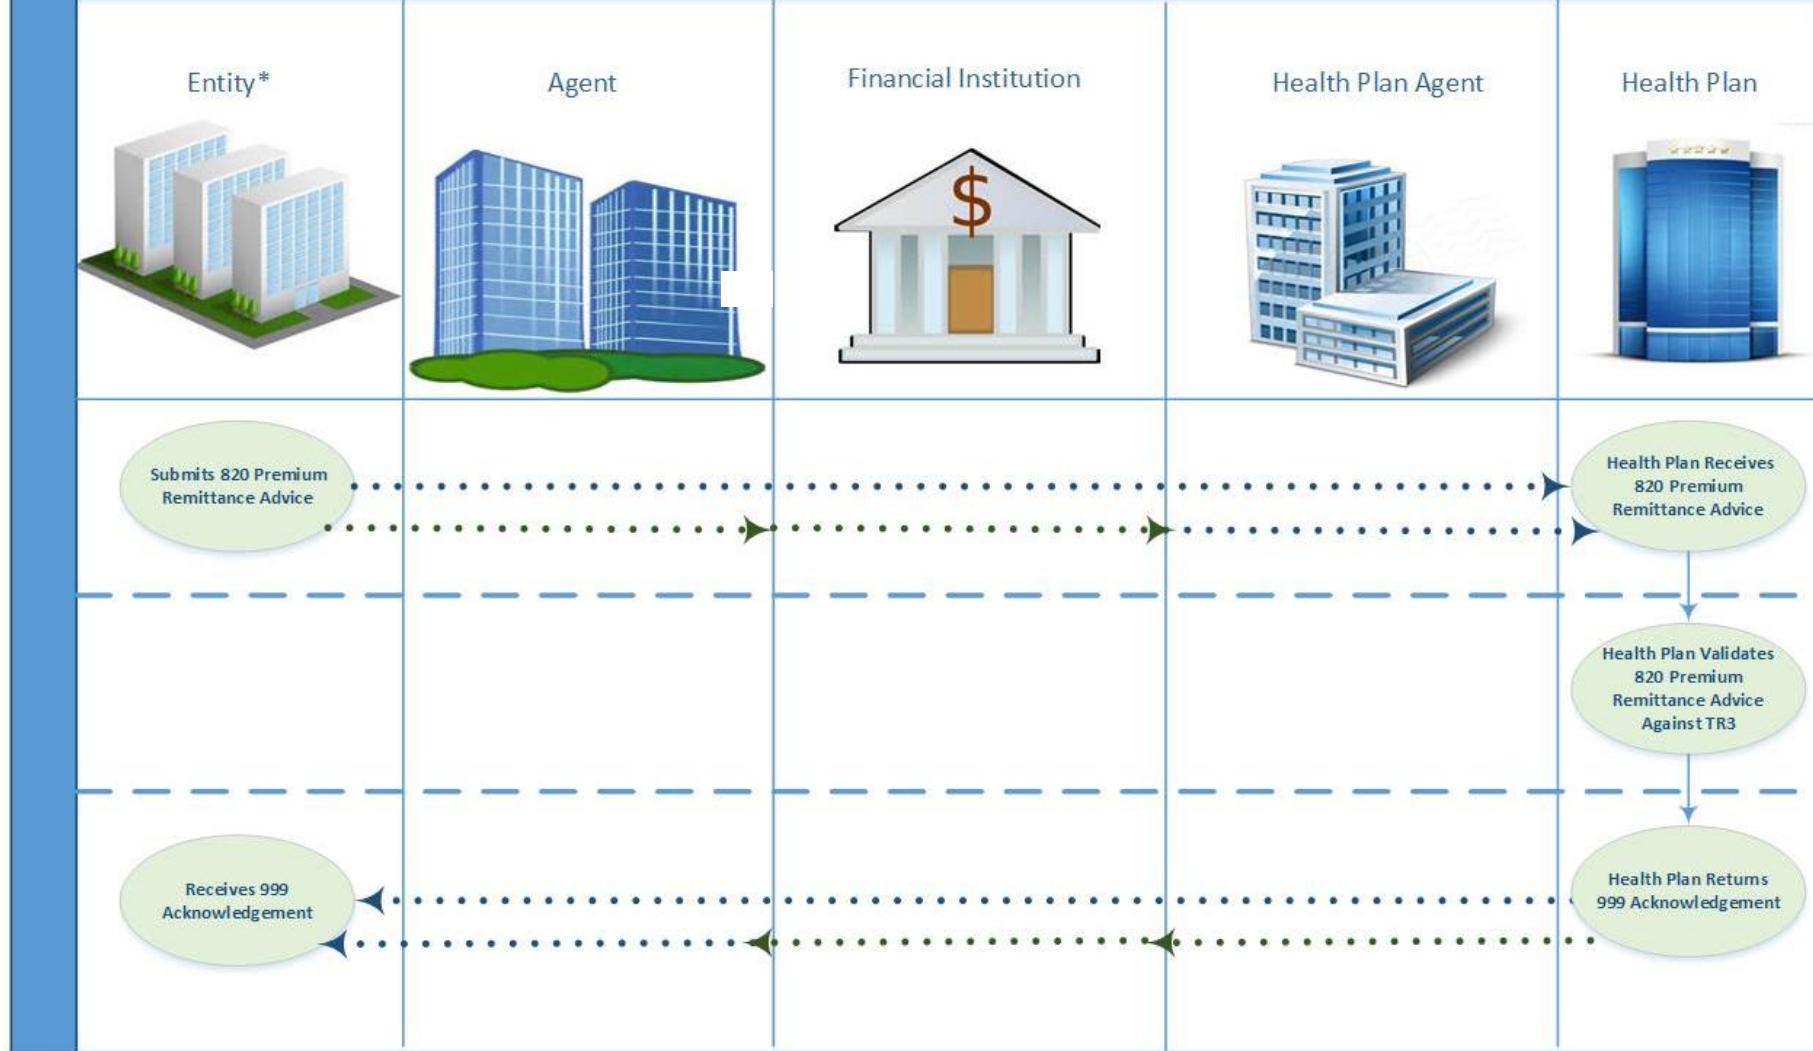 Entity*
Agent
Financial Institution
Health Plan Agent
Health Plan
$
Submits 820 Premium
Remittance Advice
Health Plan Receives
820 Premium
Remittance Advice
Health Plan Validates
820 Premium
Remittance Advice
Against TR3
Receives 999
Acknowledgement
Health Plan Returns
999 Acknowledgement